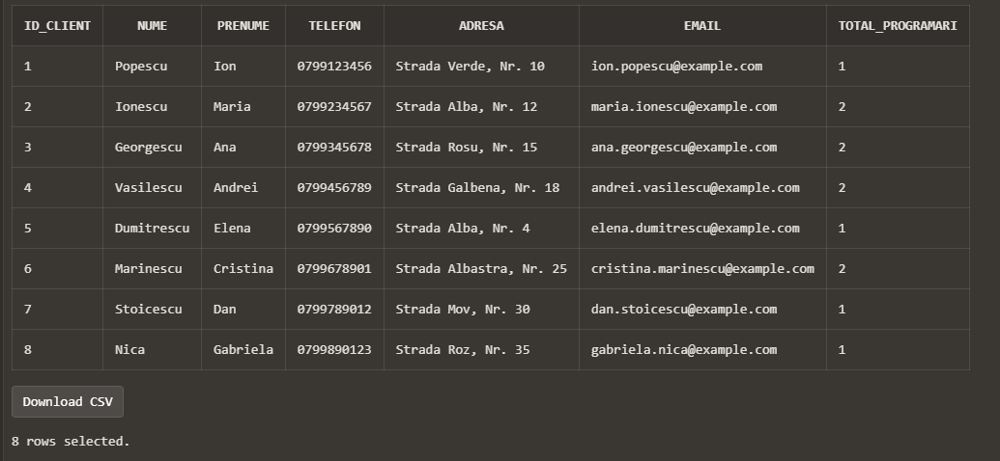 ID_CLIENT NUME PRENUME TELEFON ADRESA EMAIL TOTAL_PROGRAMARI
1 Popescu Ion 0799123456 Strada Verde, Nr. 10 ion.popescu@example.com 1
2 Ionescu Maria 0799234567 Strada Alba, Nr. 12 maria.ionescu@example.com 2
3 Georgescu Ana 0799345678 Strada Rosu, Nr. 15 ana.georgescu@example.com 2
4 Vasilescu Andrei 0799456789 Strada Galbena, Nr. 18 andrei.vasilescu@example.com 2
5 Dumitrescu Elena 0799567890 Strada Alba, Nr. 4 elena.dumitrescu@example.com 1
6 Marinescu Cristina 0799678901 Strada Albastra, Nr. 25 cristina.marinescu@example.com 2
7 Stoicescu Dan 0799789012 Strada Mov, Nr. 30 dan.stoicescu@example.com 1
8 Nica Gabriela 0799890123 Strada Roz, Nr. 35 gabriela.nica@example.com 1
Download CSV
8 rows selected.